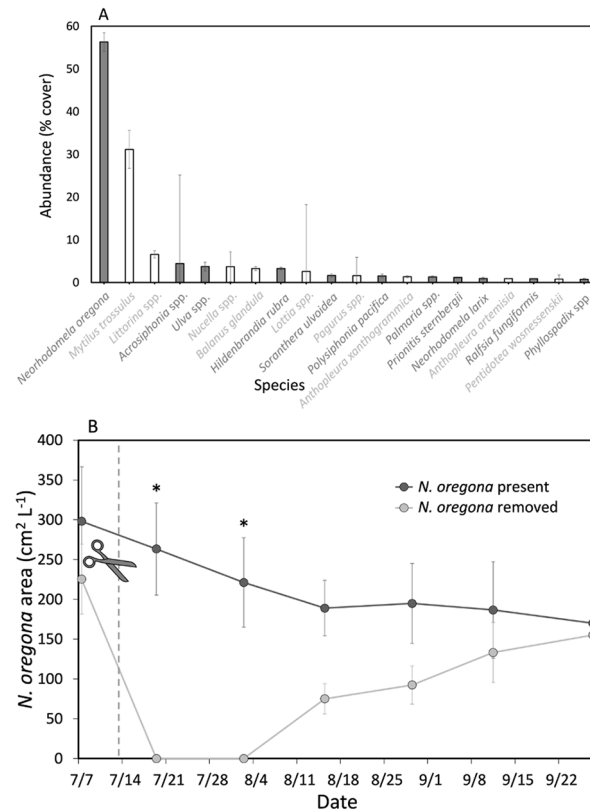 A
60
50
40
30
20
10
0
Abundance (% cover)
Neorhodomela oregona
Mytilus trossulus
Littorina spp.
Acrosiphonia spp.
Ulva spp.
Nucella spp.
Balanus glandula
Hildenbrandia rubra
Lottia spp.
Soranthera ulvoidea
Pagurus spp.
Polysiphonia pacifica
Anthopleura xanthogrammica
Palmaria spp.
Prionitis sternbergii
Neorhodomela larix
Anthopleura artemisia
Ralfsia fungiformis
Pentidotea wosnessenskii
Phyllospadix spp
Species
B
400
350
300
250
200
150
100
50
0
N. oregona area (cm² L⁻¹)
* *
N. oregona present
N. oregona removed
7/7 7/14 7/21 7/28 8/4 8/11 8/18 8/25 9/1 9/8 9/15 9/22
Date